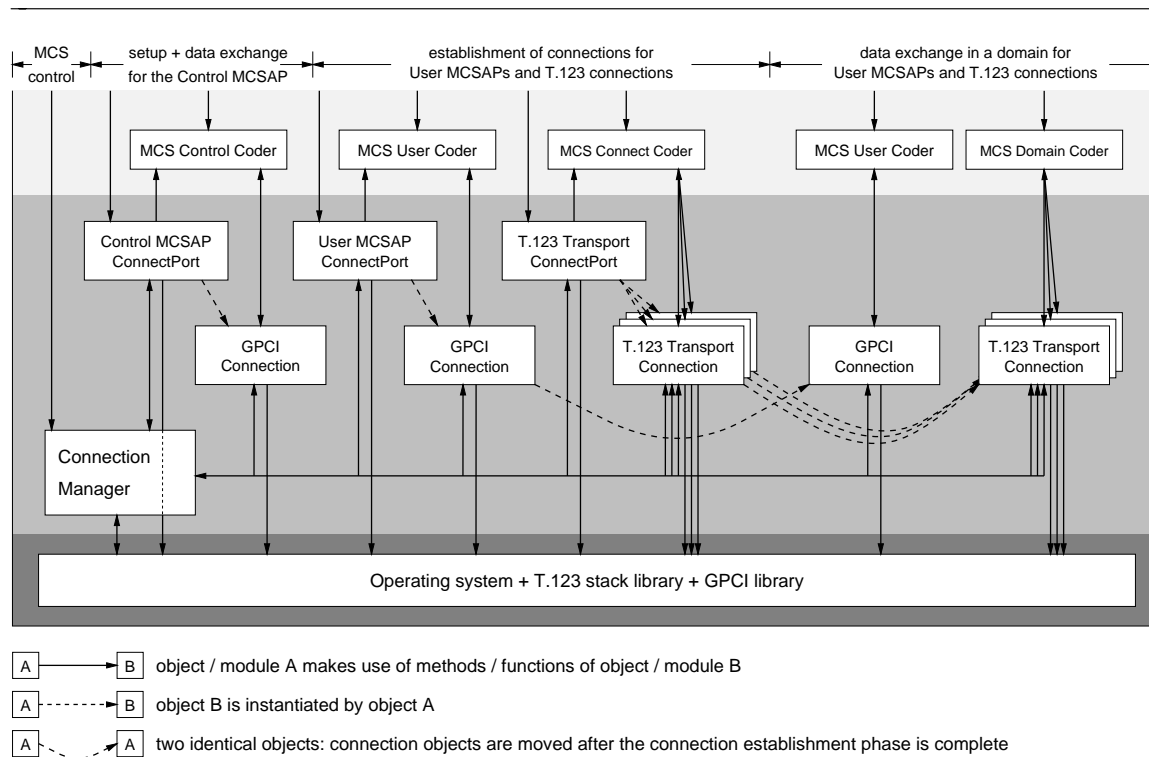 MCS
control
setup + data exchange
for the Control MCSAP
establishment of connections for
User MCSAPs and T.123 connections
data exchange in a domain for
User MCSAPs and T.123 connections
MCS Control Coder
MCS User Coder
MCS Connect Coder
MCS User Coder
MCS Domain Coder
Control MCSAP
ConnectPort
User MCSAP
ConnectPort
T.123 Transport
ConnectPort
GPCI
Connection
GPCI
Connection
T.123 Transport
Connection
GPCI
Connection
T.123 Transport
Connection
Connection
Manager
Operating system + T.123 stack library + GPCI library
A B object / module A makes use of methods / functions of object / module B
A B object B is instantiated by object A
A A two identical objects: connection objects are moved after the connection establishment phase is complete